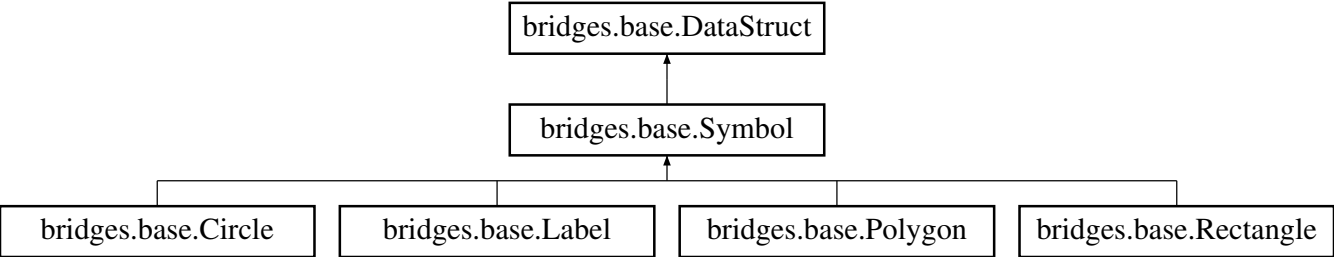 bridges.base.DataStruct
bridges.base.Symbol
bridges.base.Circle
bridges.base.Label
bridges.base.Polygon
bridges.base.Rectangle